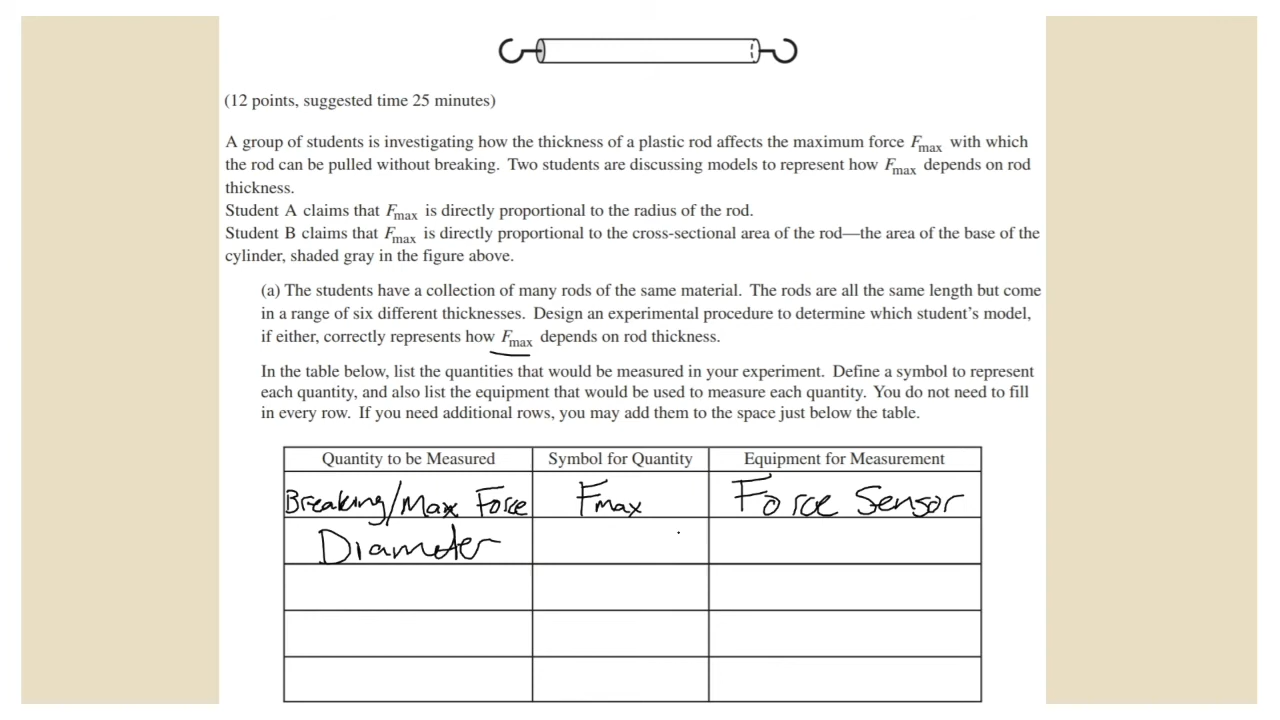 (12 points, suggested time 25 minutes)
A group of students is investigating how the thickness of a plastic rod affects the maximum force Fmax with which
the rod can be pulled without breaking. Two students are discussing models to represent how Fmax depends on rod
thickness.
Student A claims that Fmax is directly proportional to the radius of the rod.
Student B claims that Fmax is directly proportional to the cross-sectional area of the rod—the area of the base of the
cylinder, shaded gray in the figure above.
(a) The students have a collection of many rods of the same material. The rods are all the same length but come
in a range of six different thicknesses. Design an experimental procedure to determine which student's model,
if either, correctly represents how Fmax depends on rod thickness.
In the table below, list the quantities that would be measured in your experiment. Define a symbol to represent
each quantity, and also list the equipment that would be used to measure each quantity. You do not need to fill
in every row. If you need additional rows, you may add them to the space just below the table.
Quantity to be Measured Symbol for Quantity Equipment for Measurement
Breaking/Max Force Fmax Force Sensor
Diameter